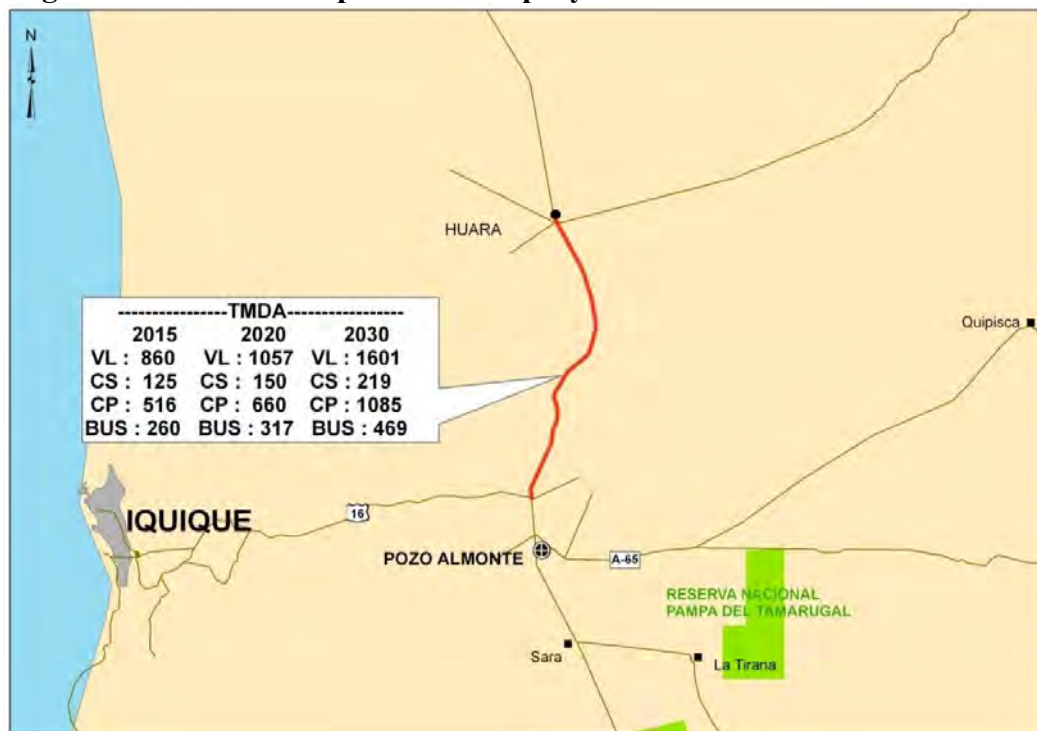 N
HUARA
----------------TMDA-----------------
2015 2020 2030
VL : 860 VL : 1057 VL : 1601
CS : 125 CS : 150 CS : 219
CP : 516 CP : 660 CP : 1085
BUS : 260 BUS : 317 BUS : 469
Quipisca
IQUIQUE
16
POZO ALMONTE
A-65
RESERVA NACIONAL
PAMPA DEL TAMARUGAL
Sara
La Tirana